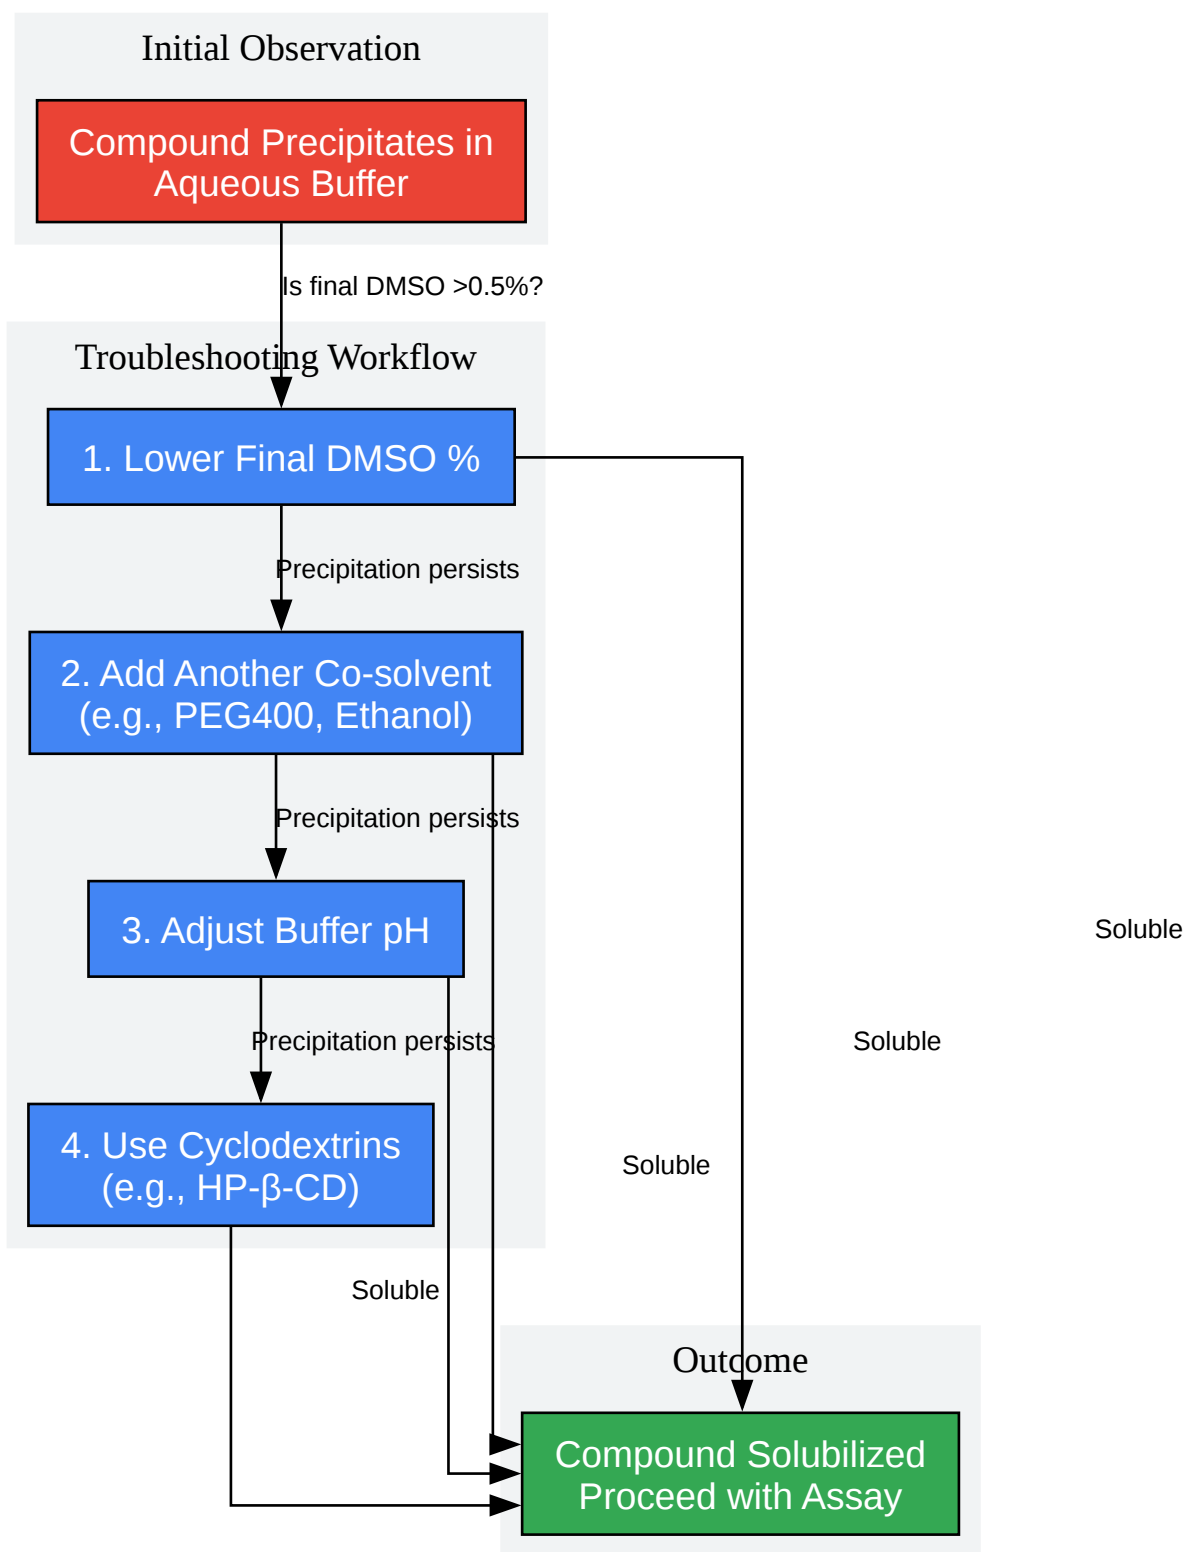 Initial Observation
Compound Precipitates in
Aqueous Buffer
Is final DMSO >0.5%?
Troubleshooting Workflow
1. Lower Final DMSO %
Precipitation persists
2. Add Another Co-solvent
(e.g., PEG400, Ethanol)
Precipitation persists
3. Adjust Buffer pH
Soluble
Precipitation persists
Soluble
4. Use Cyclodextrins
(e.g., HP-β-CD)
Soluble
Soluble
Outcome
Compound Solubilized
Proceed with Assay